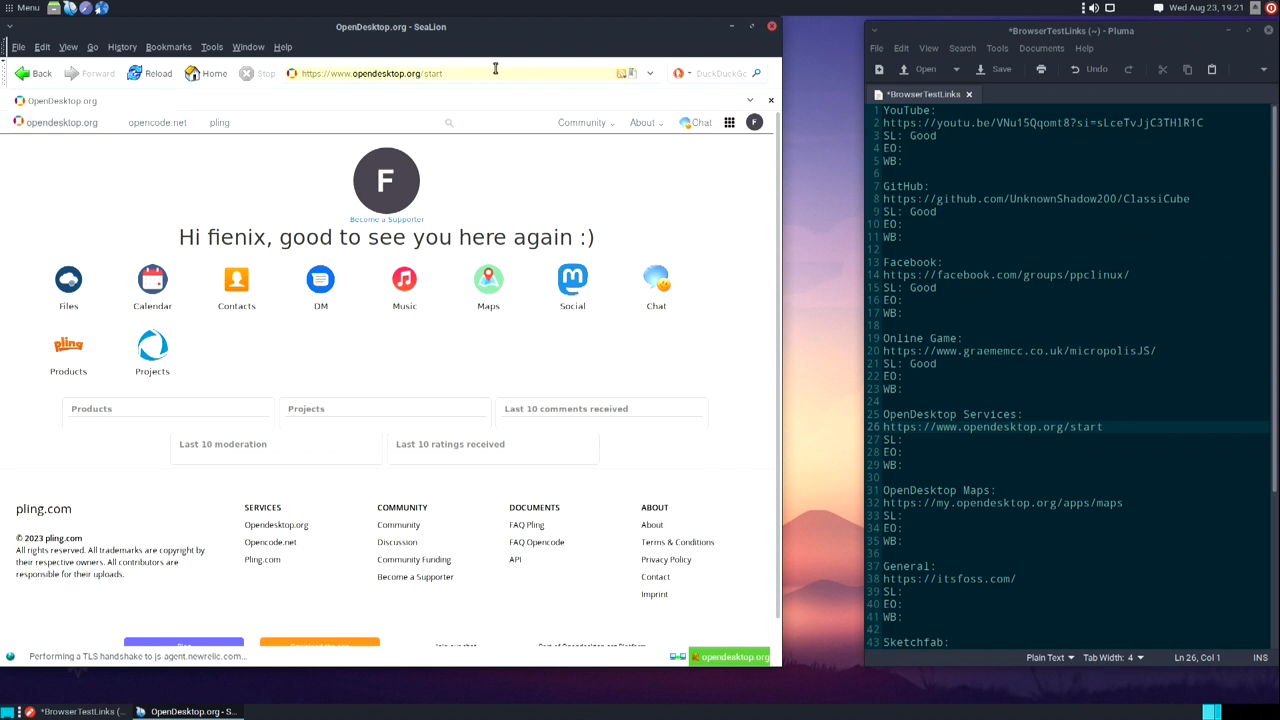 Menu
Wed Aug 23, 19:21
OpenDesktop.org - SeaLion
File Edit View Go History Bookmarks Tools Window Help
Back Forward Reload Home Stop https://www.opendesktop.org/start DuckDuckGo
OpenDesktop.org
opendesktop.org opencode.net pling Community About Chat F
F
Become a Supporter
Hi fienix, good to see you here again :)
Files Calendar Contacts DM Music Maps Social Chat
pling
Products Projects
Products Projects Last 10 comments received
Last 10 moderation Last 10 ratings received
pling.com
© 2023 pling.com
All rights reserved. All trademarks are copyright by
their respective owners. All contributors are
responsible for their uploads.
SERVICES
Opendesktop.org
Opencode.net
Pling.com
COMMUNITY
Community
Discussion
Community Funding
Become a Supporter
DOCUMENTS
FAQ Pling
FAQ Opencode
API
ABOUT
About
Terms & Conditions
Privacy Policy
Contact
Imprint
Performing a TLS handshake to js-agent.newrelic.com...
opendesktop.org
*BrowserTestLinks (~) - Pluma
File Edit View Search Tools Documents Help
Open Save Undo
*BrowserTestLinks
1 YouTube:
2 https://youtu.be/VNu15Qqomt8?si=sLceTvJjC3THlR1C
3 SL: Good
4 EO:
5 WB:
6
7 GitHub:
8 https://github.com/UnknownShadow200/ClassiCube
9 SL: Good
10 EO:
11 WB:
12
13 Facebook:
14 https://facebook.com/groups/ppclinux/
15 SL: Good
16 EO:
17 WB:
18
19 Online Game:
20 https://www.graememcc.co.uk/micropolisJS/
21 SL: Good
22 EO:
23 WB:
24
25 OpenDesktop Services:
26 https://www.opendesktop.org/start
27 SL:
28 EO:
29 WB:
30
31 OpenDesktop Maps:
32 https://my.opendesktop.org/apps/maps
33 SL:
34 EO:
35 WB:
36
37 General:
38 https://itsfoss.com/
39 SL:
40 EO:
41 WB:
42
43 Sketchfab:
Plain Text Tab Width: 4 Ln 26, Col 1 INS
*BrowserTestLinks (... OpenDesktop.org - S...